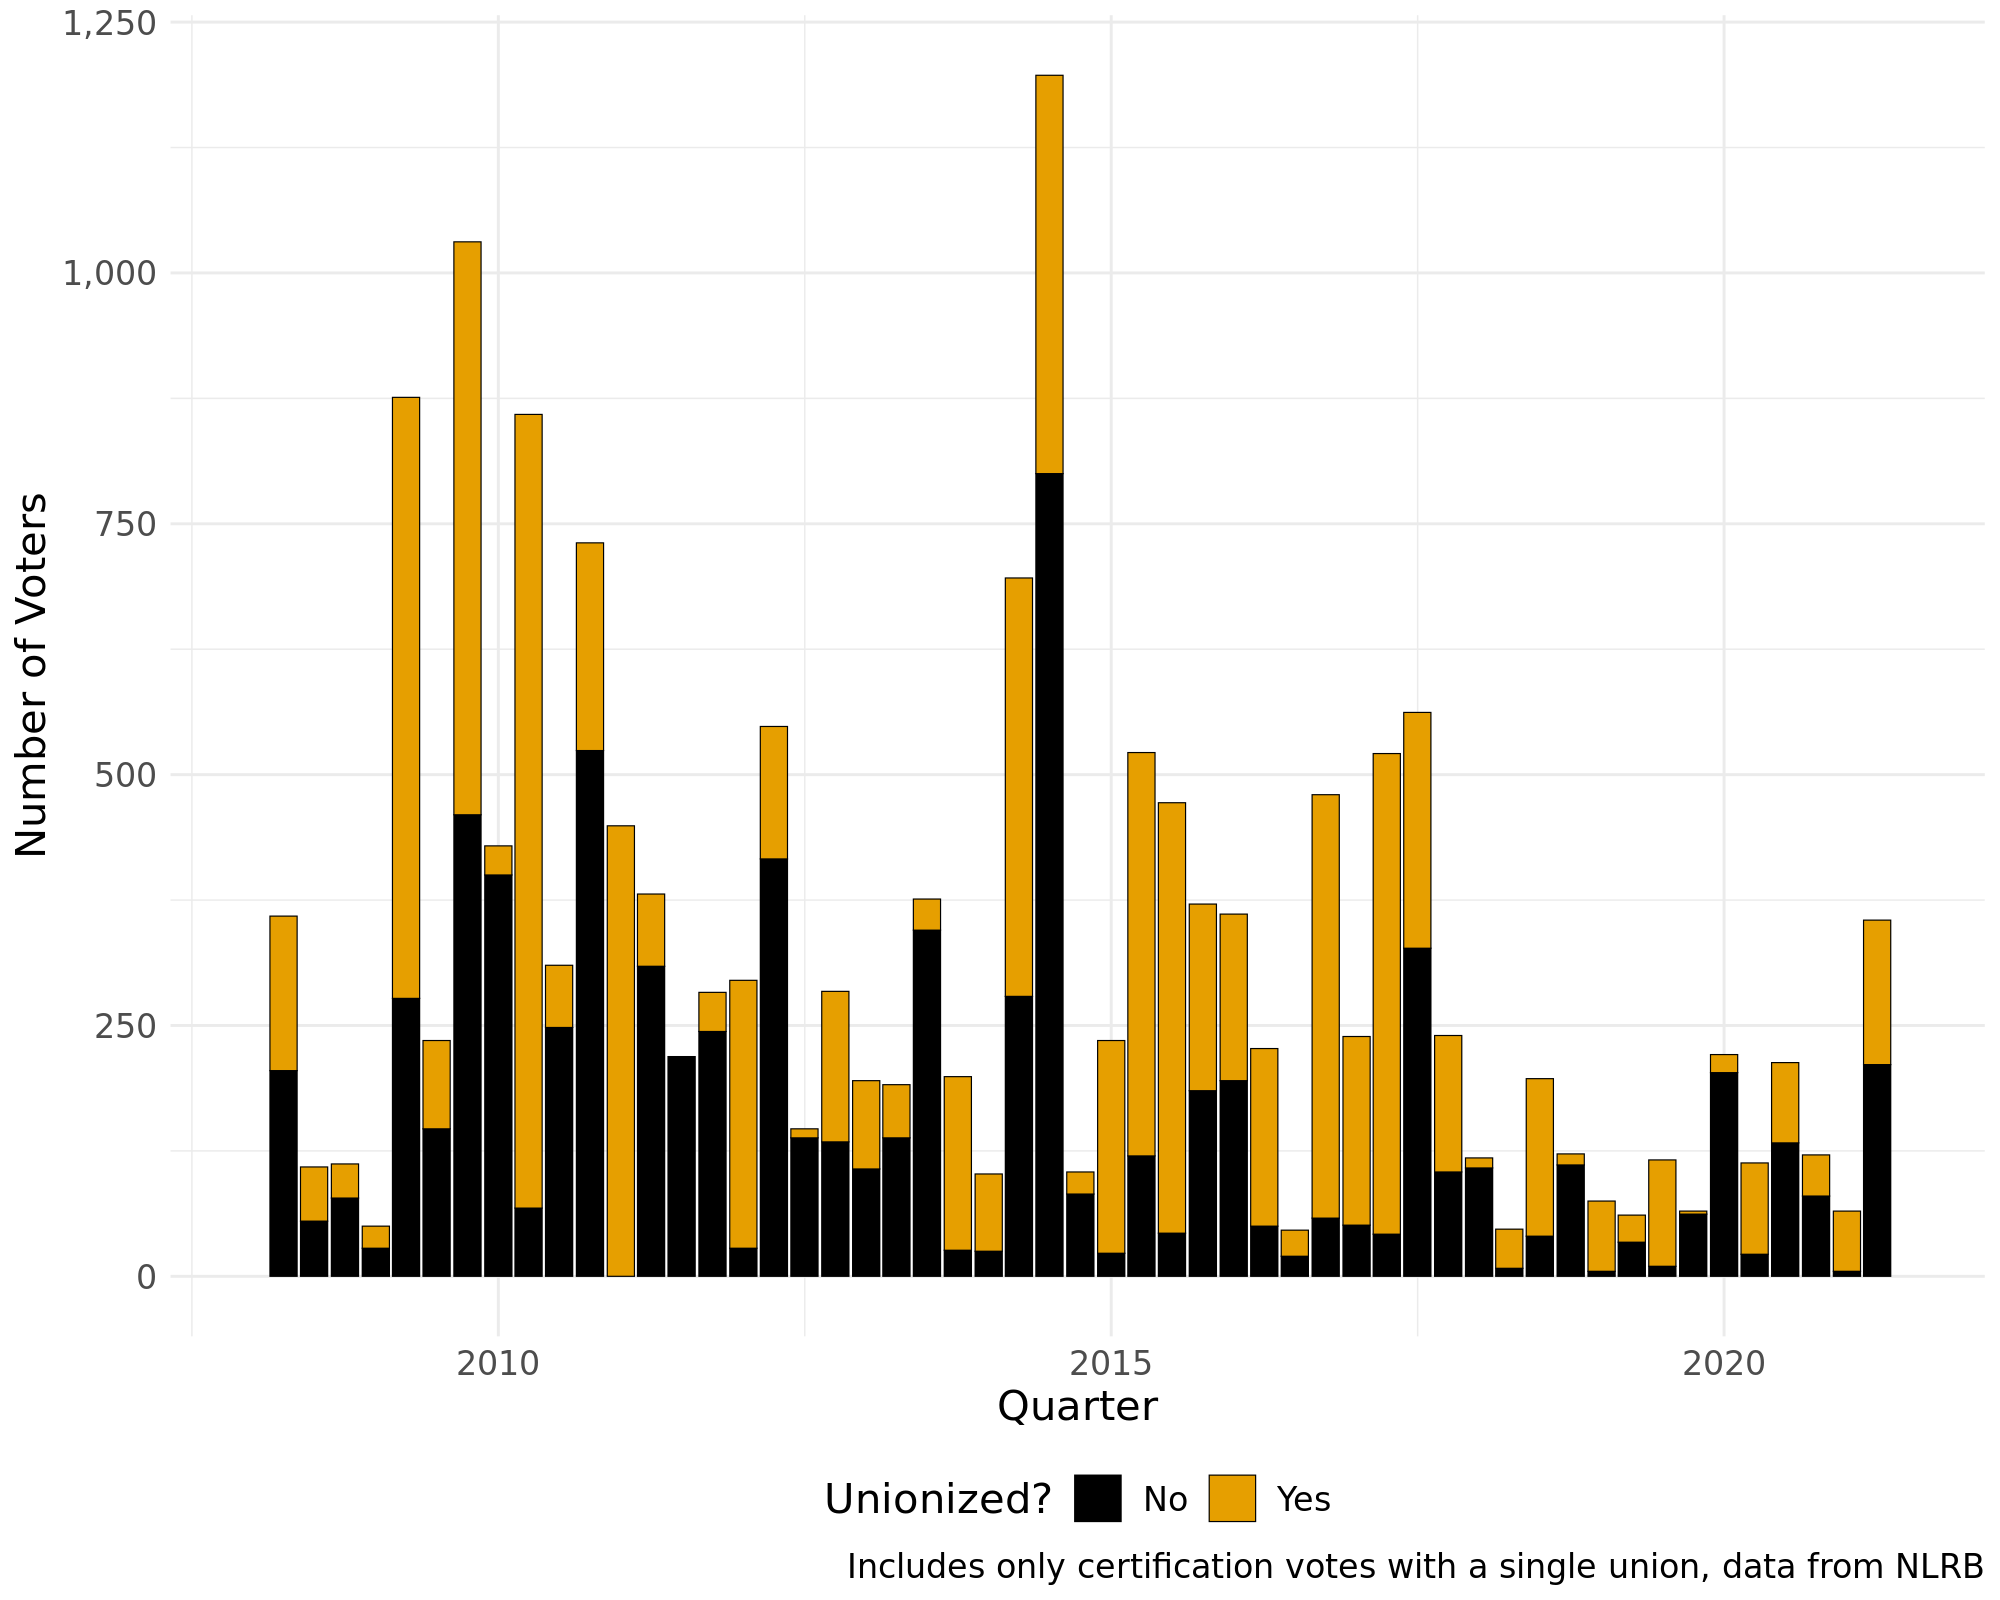 1,250
1,000
750
500
250
0
Number of Voters
2010 2015 2020
Quarter
Unionized? No Yes
Includes only certification votes with a single union, data from NLRB